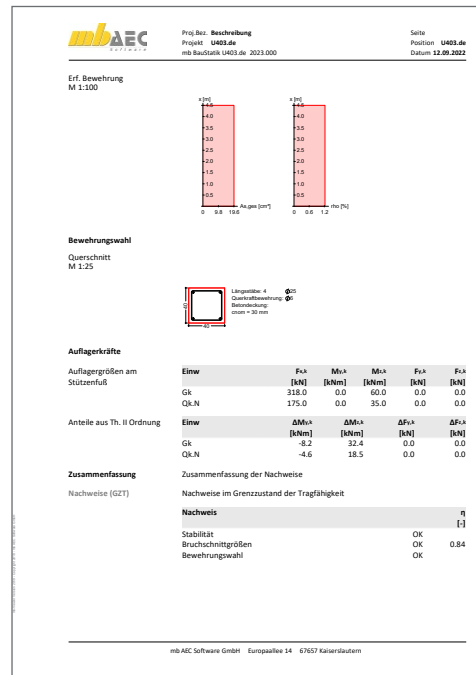 mb AEC
Software
Proj.Bez. Beschreibung
Projekt U403.de
mb BauStatik U403.de 2023.000
Seite
Position U403.de
Datum 12.09.2022
Erf. Bewehrung
M 1:100
x [m] x [m]
4.5 4.5
4.0 4.0
3.5 3.5
3.0 3.0
2.5 2.5
2.0 2.0
1.5 1.5
1.0 1.0
0.5 0.5
As,ges [cm²] rho [%]
0 9.8 19.6 0 0.6 1.2
Bewehrungswahl
Querschnitt
M 1:25
Längsstäbe: 4 ϕ25
Querkraftbewehrung: ϕ6
Betondeckung:
cnom = 30 mm
40
40
Auflagerkräfte
Auflagergrößen am
Stützenfuß
Einw Fx,k My,k Mz,k Fy,k Fz,k
[kN] [kNm] [kNm] [kN] [kN]
Gk 318.0 0.0 60.0 0.0 0.0
Qk.N 175.0 0.0 35.0 0.0 0.0
Anteile aus Th. II Ordnung
Einw ΔMy,k ΔMz,k ΔFy,k ΔFz,k
[kNm] [kNm] [kN] [kN]
Gk -8.2 32.4 0.0 0.0
Qk.N -4.6 18.5 0.0 0.0
Zusammenfassung Zusammenfassung der Nachweise
Nachweise (GZT) Nachweise im Grenzzustand der Tragfähigkeit
Nachweis η
[-]
Stabilität OK
Bruchschnittgrößen OK 0.84
Bewehrungswahl OK
mb AEC Software GmbH Europaallee 14 67657 Kaiserslautern